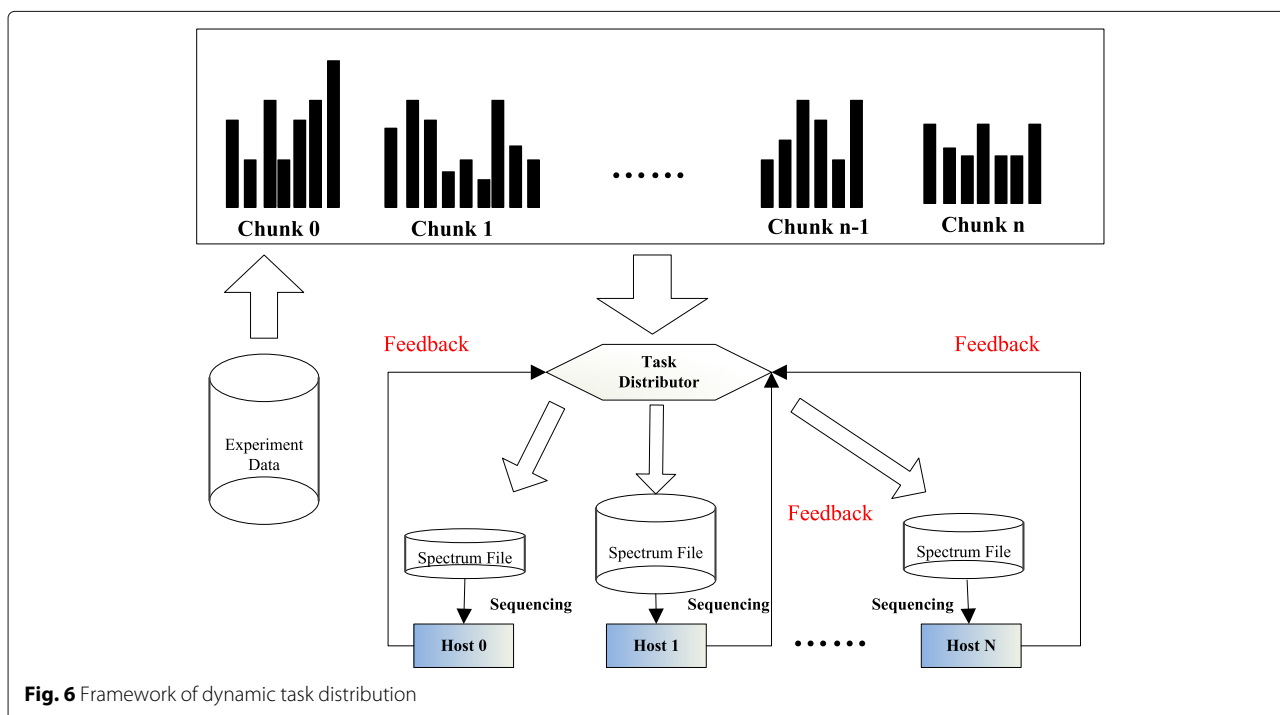 Chunk 0
Chunk 1
......
Chunk n-1
Chunk n
Feedback
Task
Distributor
Feedback
Experiment
Data
Feedback
Spectrum File
Spectrum File
Spectrum File
Sequencing
Sequencing
Sequencing
Host 0
Host 1
......
Host N
Fig. 6 Framework of dynamic task distribution